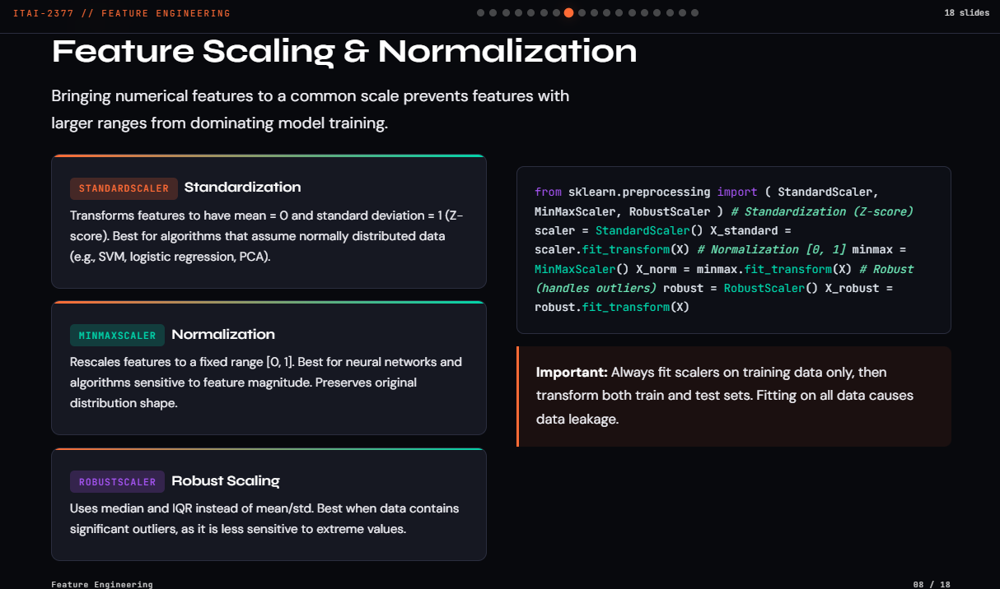 ITAI-2377 // FEATURE ENGINEERING
18 slides
Feature Scaling & Normalization
Bringing numerical features to a common scale prevents features with
larger ranges from dominating model training.
STANDARDSCALER Standardization
Transforms features to have mean = 0 and standard deviation = 1 (Z-
score). Best for algorithms that assume normally distributed data
(e.g., SVM, logistic regression, PCA).
MINMAXSCALER Normalization
Rescales features to a fixed range [0, 1]. Best for neural networks and
algorithms sensitive to feature magnitude. Preserves original
distribution shape.
ROBUSTSCALER Robust Scaling
Uses median and IQR instead of mean/std. Best when data contains
significant outliers, as it is less sensitive to extreme values.
from sklearn.preprocessing import ( StandardScaler,
MinMaxScaler, RobustScaler ) # Standardization (Z-score)
scaler = StandardScaler() X_standard =
scaler.fit_transform(X) # Normalization [0, 1] minmax =
MinMaxScaler() X_norm = minmax.fit_transform(X) # Robust
(handles outliers) robust = RobustScaler() X_robust =
robust.fit_transform(X)
Important: Always fit scalers on training data only, then
transform both train and test sets. Fitting on all data causes
data leakage.
Feature Engineering
08 / 18